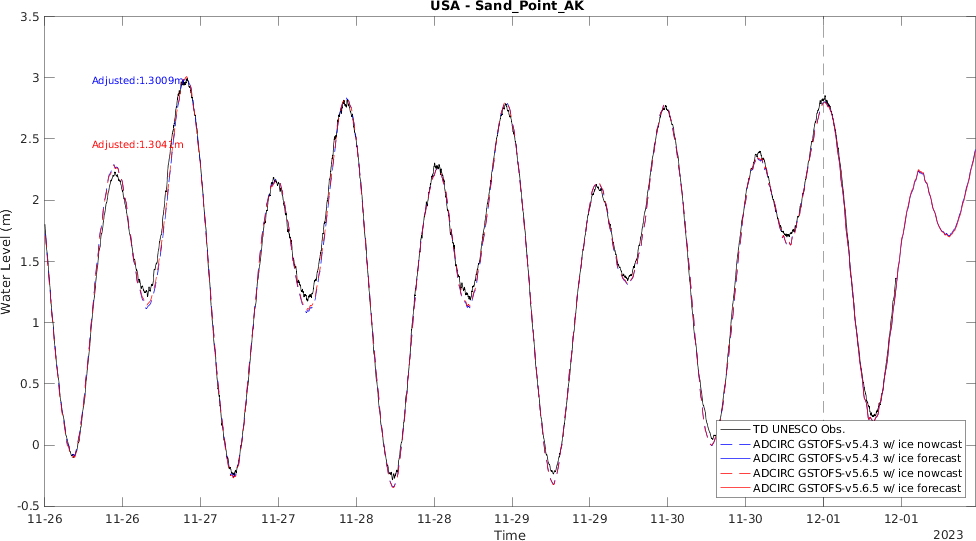 USA - Sand_Point_AK
3.5
3
2.5
2
1.5
1
0.5
0
-0.5
Water Level (m)
Adjusted:1.3009m
Adjusted:1.3041m
TD UNESCO Obs.
ADCIRC GSTOFS-v5.4.3 w/ ice nowcast
ADCIRC GSTOFS-v5.4.3 w/ ice forecast
ADCIRC GSTOFS-v5.6.5 w/ ice nowcast
ADCIRC GSTOFS-v5.6.5 w/ ice forecast
11-26 11-26 11-27 11-27 11-28 11-28 11-29 11-29 11-30 11-30 12-01 12-01
Time
2023